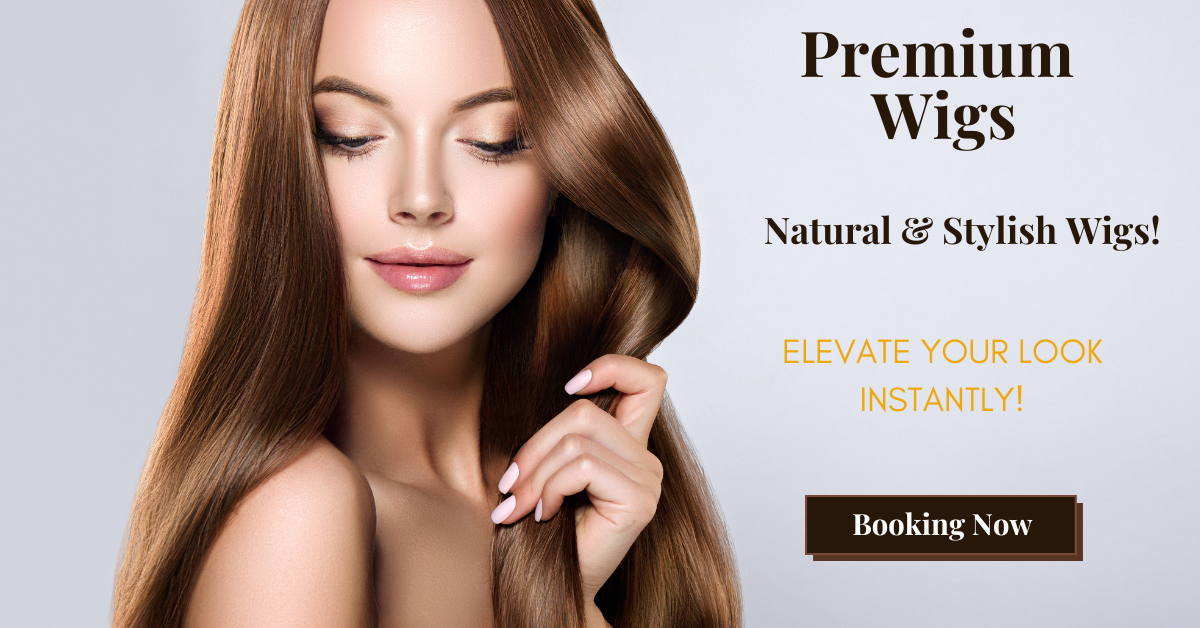 Premium
Wigs
Natural & Stylish Wigs!
ELEVATE YOUR LOOK
INSTANTLY!
Booking Now